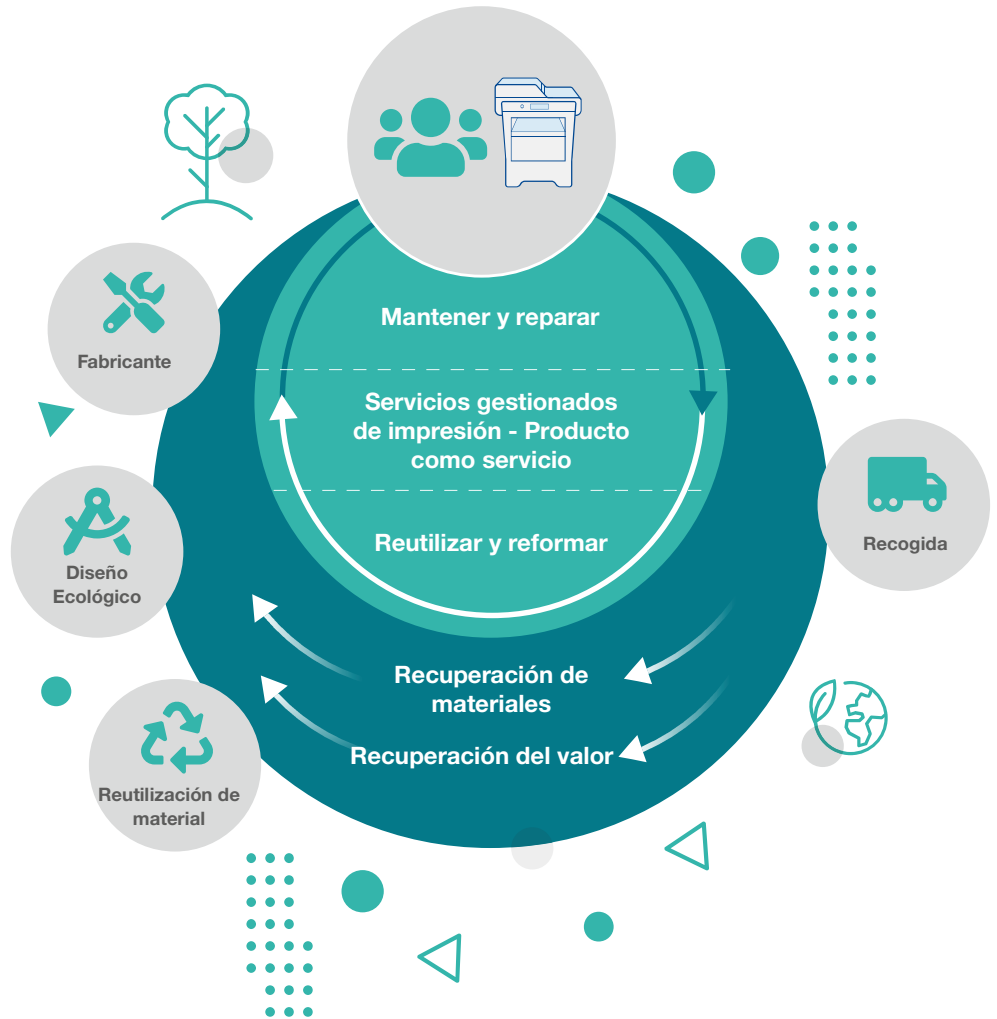 Mantener y reparar
Fabricante
Servicios gestionados
de impresión - Producto
como servicio
Reutilizar y reformar
Recogida
Diseño
Ecológico
Recuperación de
materiales
Recuperación del valor
Reutilización de
material